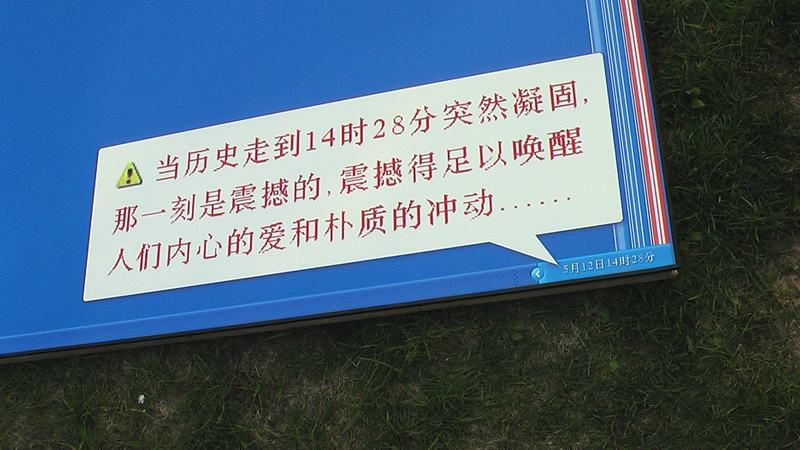 当历史走到14时28分突然凝固，
那一刻是震撼的，震撼得足以唤醒
人们内心的爱和朴质的冲动……
5月12日14时28分